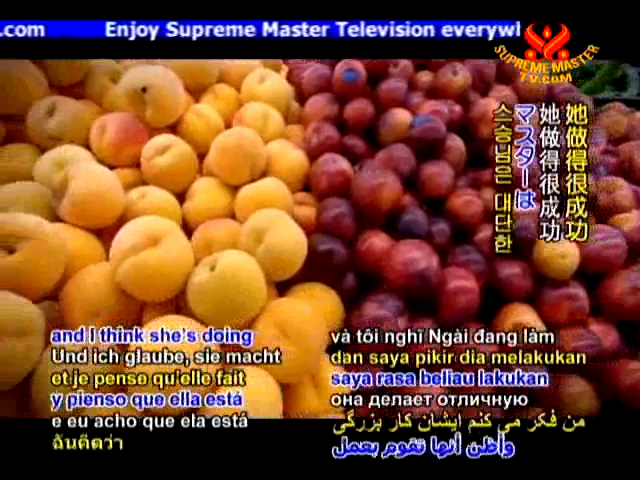 .com Enjoy Supreme Master Television everywh
SUPREME MASTER
TV.COM
她做得很成功
她做得很成功
マスターは
스승님은 대단한
and I think she's doing
Und ich glaube, sie macht
et je pense qu'elle fait
y pienso que ella está
e eu acho que ela está
ฉันคิดว่า
và tôi nghĩ Ngài đang làm
dan saya pikir dia melakukan
saya rasa beliau lakukan
она делает отличную
من فکر می کنم ایشان کار بزرگی
وأظن أنها تقوم بعمل